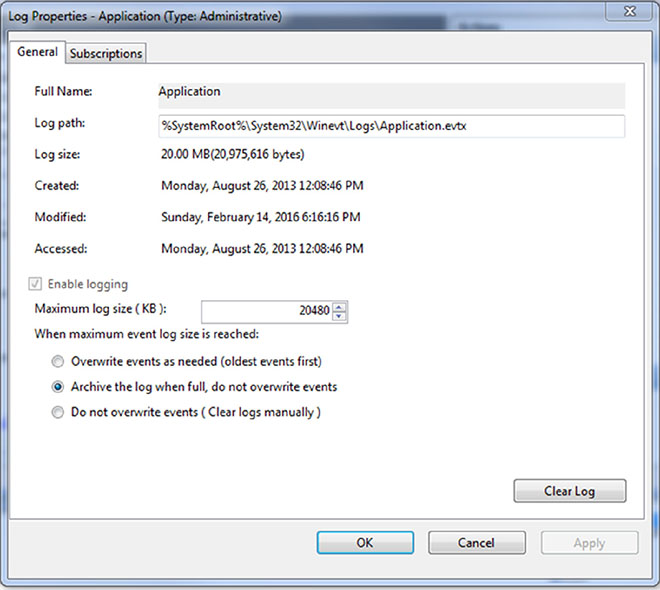 Log Properties - Application (Type: Administrative)
General Subscriptions
Full Name: Application
Log path: %SystemRoot%\System32\Winevt\Logs\Application.evtx
Log size: 20.00 MB(20,975,616 bytes)
Created: Monday, August 26, 2013 12:08:46 PM
Modified: Sunday, February 14, 2016 6:16:16 PM
Accessed: Monday, August 26, 2013 12:08:46 PM
Enable logging
Maximum log size ( KB ): 20480
When maximum event log size is reached:
Overwrite events as needed (oldest events first)
Archive the log when full, do not overwrite events
Do not overwrite events ( Clear logs manually )
Clear Log
OK Cancel Apply